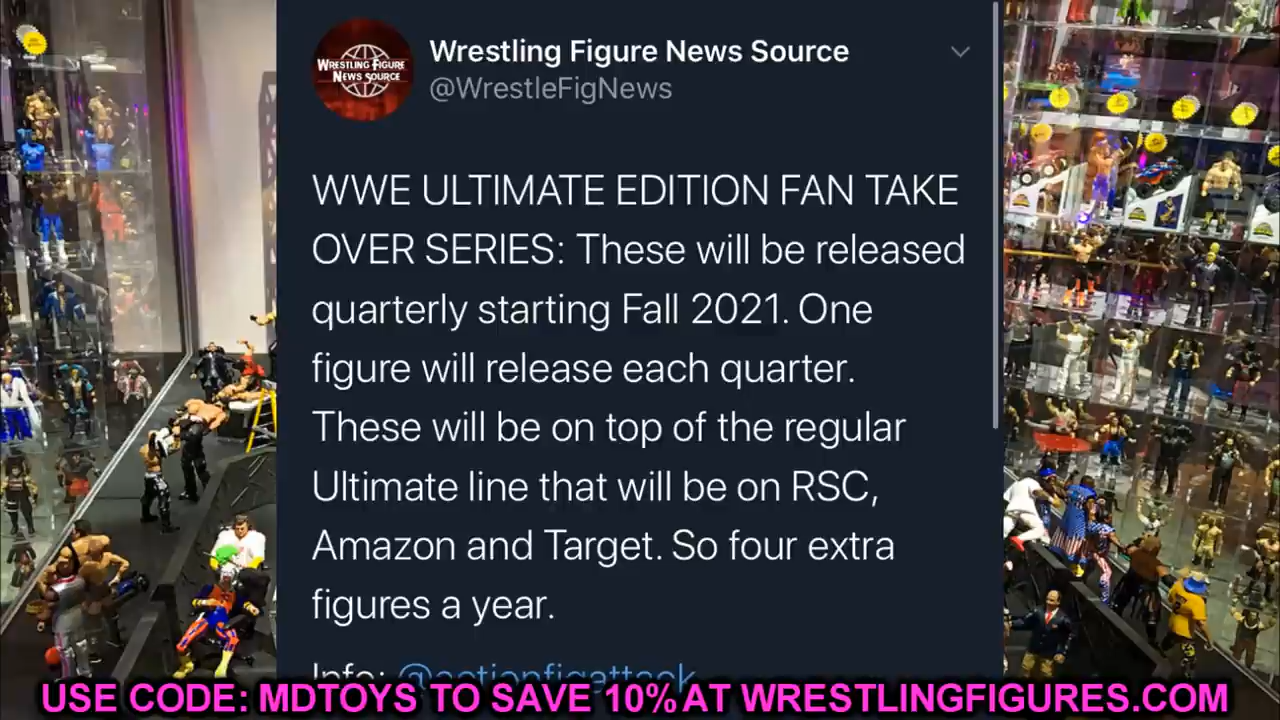 WRESTLING FIGURE
NEWS SOURCE
Wrestling Figure News Source
@WrestleFigNews
WWE ULTIMATE EDITION FAN TAKE
OVER SERIES: These will be released
quarterly starting Fall 2021. One
figure will release each quarter.
These will be on top of the regular
Ultimate line that will be on RSC,
Amazon and Target. So four extra
figures a year.
Info: @actionfigattack
USE CODE: MDTOYS TO SAVE 10% AT WRESTLINGFIGURES.COM